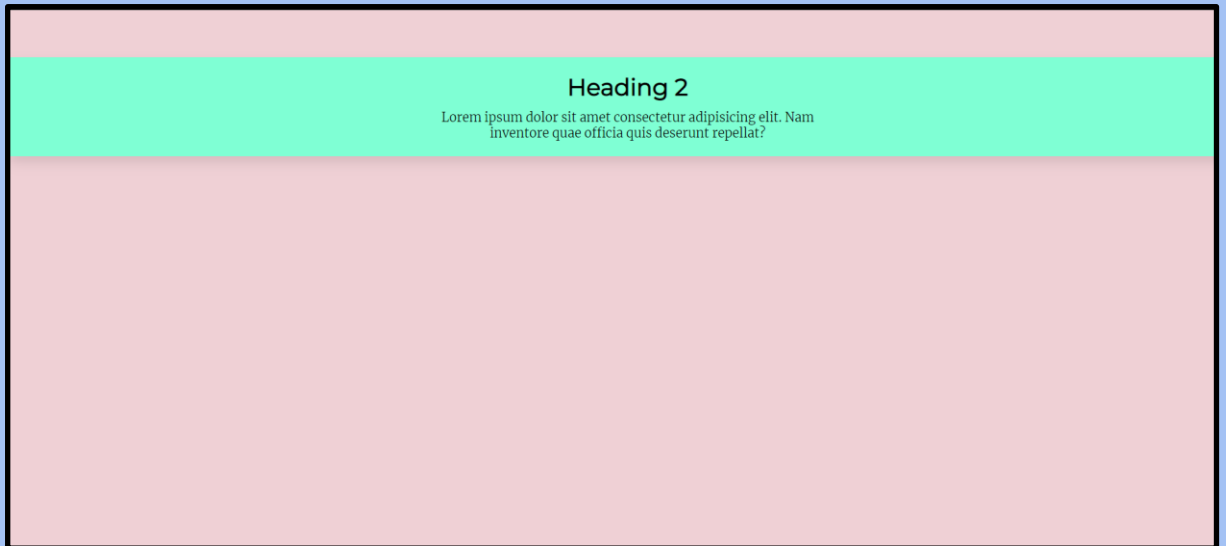 Heading 2
Lorem ipsum dolor sit amet consectetur adipisicing elit. Nam
inventore quae officia quis deserunt repellat?